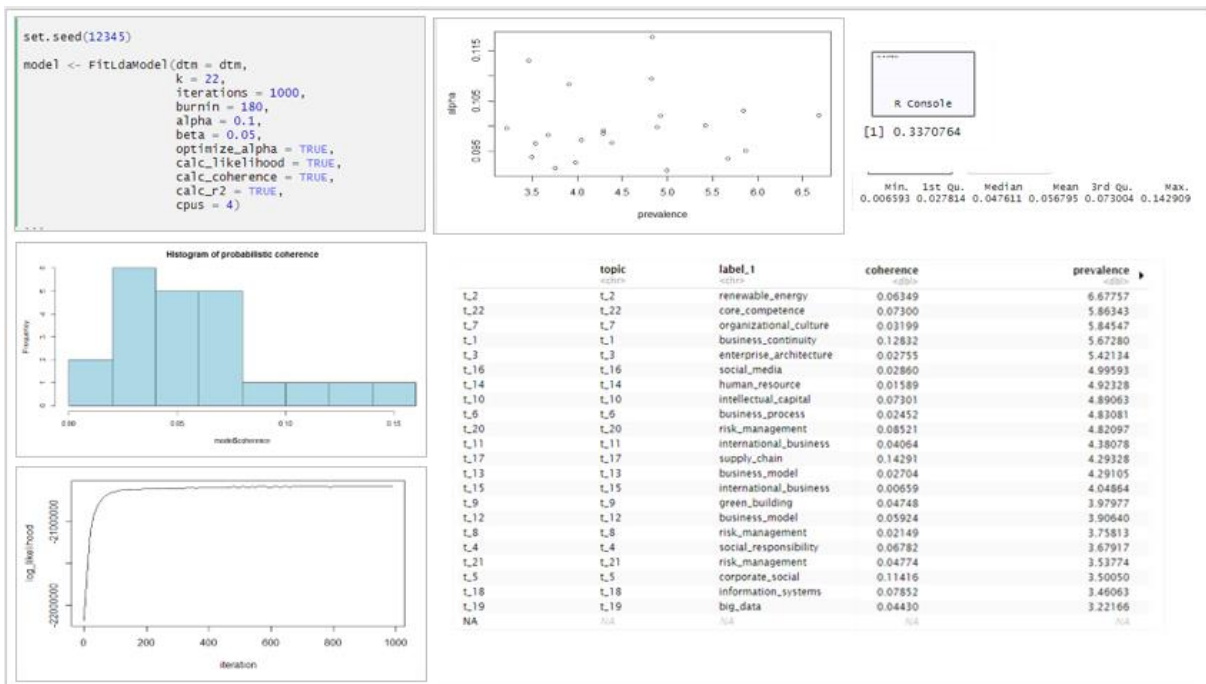 set.seed(12345)
model <- FitLdaModel(dtm = dtm,
k = 22,
iterations = 1000,
burnin = 180,
alpha = 0.1,
beta = 0.05,
optimize_alpha = TRUE,
calc_likelihood = TRUE,
calc_coherence = TRUE,
calc_r2 = TRUE,
cpus = 4)
alpha
0.115
0.105
0.095
3.5 4.0 4.5 5.0 5.5 6.0 6.5
prevalence
R Console
[1] 0.3370764
Min. 1st Qu. Median Mean 3rd Qu. Max.
0.006593 0.027814 0.047611 0.056795 0.073004 0.142909
Histogram of probabilistic coherence
Frequency
6
5
4
3
2
1
0
0.00 0.05 0.10 0.15
model$coherence
log_likelihood
-21000000
-22000000
0 200 400 600 800 1000
iteration
topic label_1 coherence prevalence
<chr> <chr> <dbl> <dbl>
t_2 t_2 renewable_energy 0.06349 6.67757
t_22 t_22 core_competence 0.07300 5.86343
t_7 t_7 organizational_culture 0.03199 5.84547
t_1 t_1 business_continuity 0.12832 5.67280
t_3 t_3 enterprise_architecture 0.02755 5.42134
t_16 t_16 social_media 0.02860 4.99593
t_14 t_14 human_resource 0.01589 4.92328
t_10 t_10 intellectual_capital 0.07301 4.89063
t_6 t_6 business_process 0.02452 4.83081
t_20 t_20 risk_management 0.08521 4.82097
t_11 t_11 international_business 0.04064 4.38078
t_17 t_17 supply_chain 0.14291 4.29328
t_13 t_13 business_model 0.02704 4.29105
t_15 t_15 international_business 0.00659 4.04864
t_9 t_9 green_building 0.04748 3.97977
t_12 t_12 business_model 0.05924 3.90640
t_8 t_8 risk_management 0.02149 3.75813
t_4 t_4 social_responsibility 0.06782 3.67917
t_21 t_21 risk_management 0.04774 3.53774
t_5 t_5 corporate_social 0.11416 3.50050
t_18 t_18 information_systems 0.07852 3.46063
t_19 t_19 big_data 0.04430 3.22166
NA NA NA NA NA